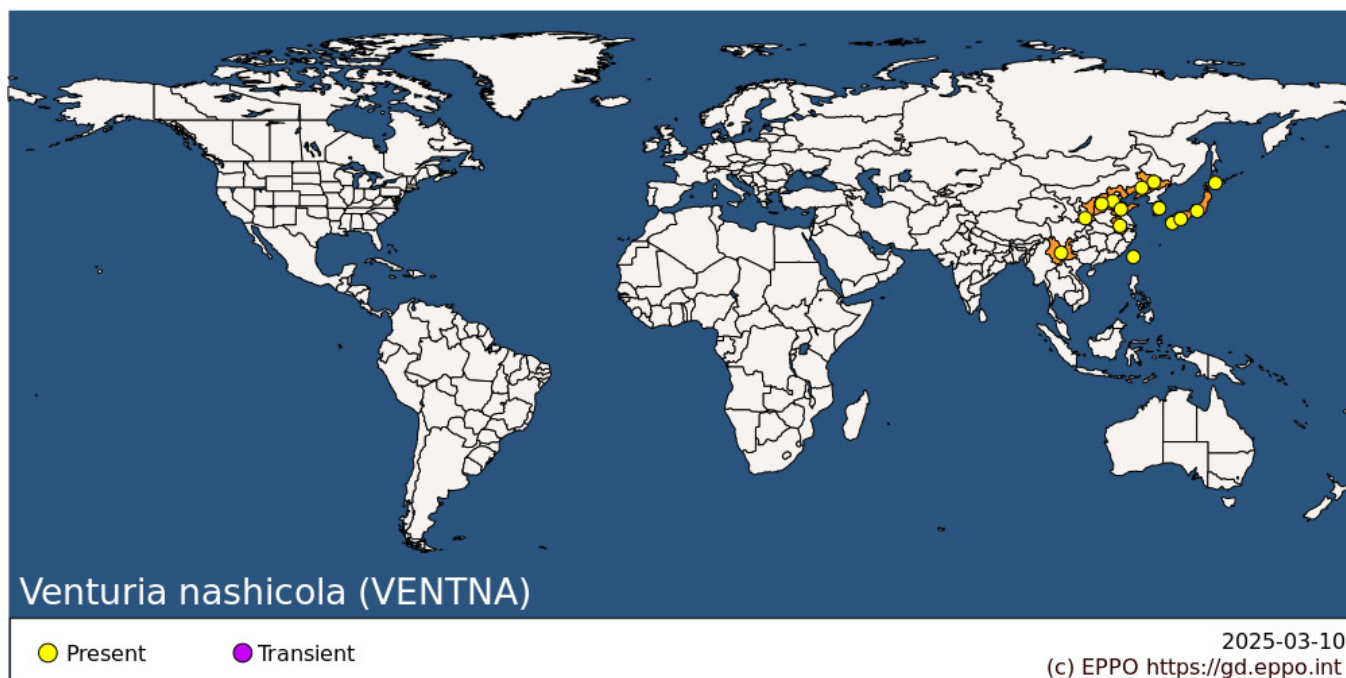 Venturia nashicola (VENTNA)
Present
Transient
2025-03-10
(c) EPPO https://gd.eppo.int